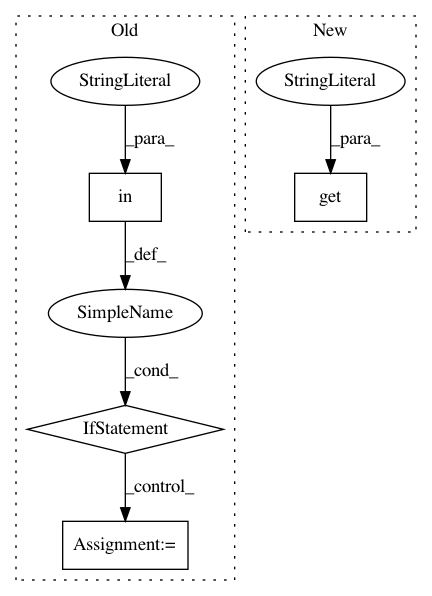 Old
StringLiteral
_para_
in
_def_
SimpleName
_cond_
IfStatement
_control_
Assignment:=
New
StringLiteral
_para_
get